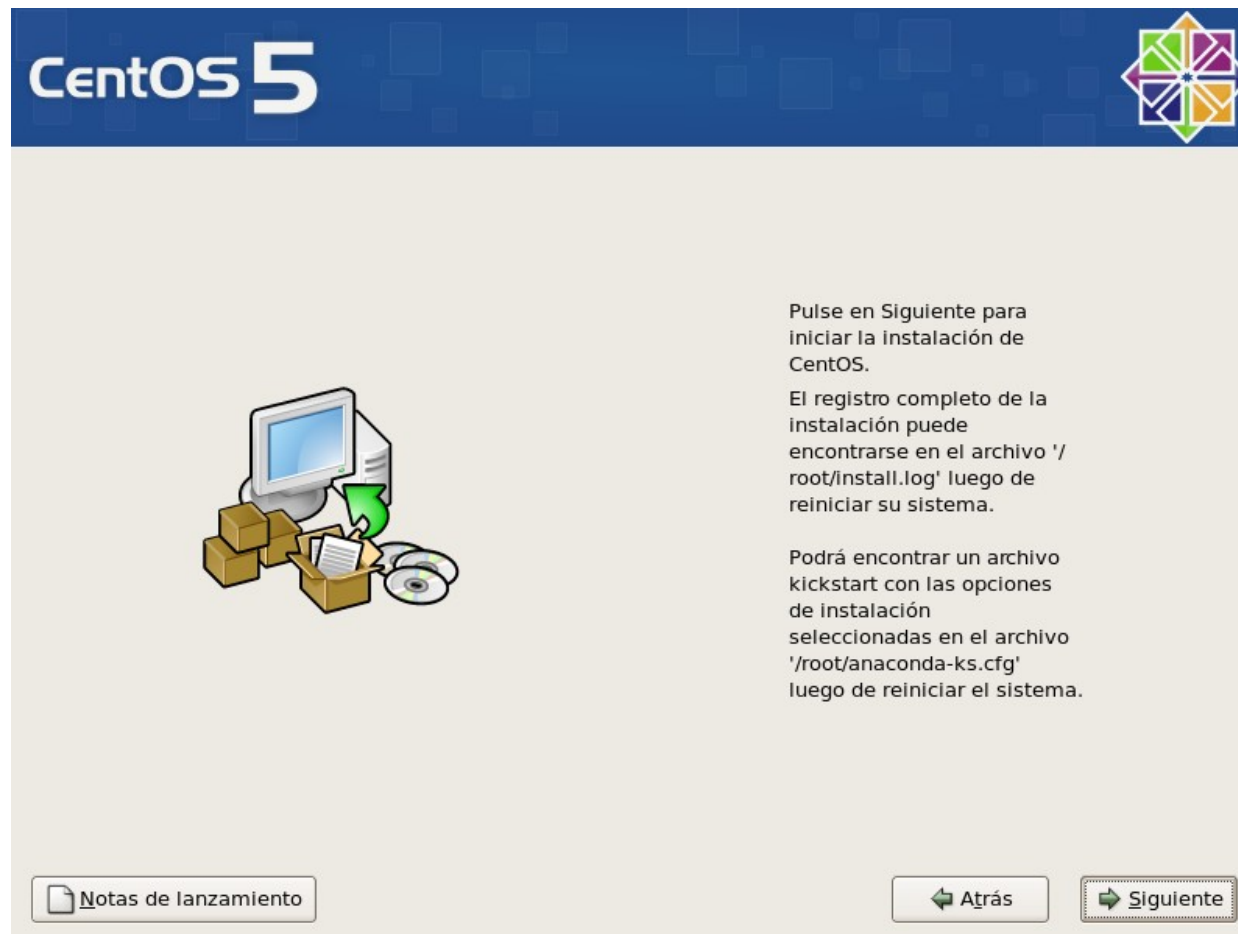 CentOS 5
Pulse en Siguiente para
iniciar la instalación de
CentOS.
El registro completo de la
instalación puede
encontrarse en el archivo '/
root/install.log' luego de
reiniciar su sistema.
Podrá encontrar un archivo
kickstart con las opciones
de instalación
seleccionadas en el archivo
'/root/anaconda-ks.cfg'
luego de reiniciar el sistema.
Notas de lanzamiento
Atrás
Siguiente